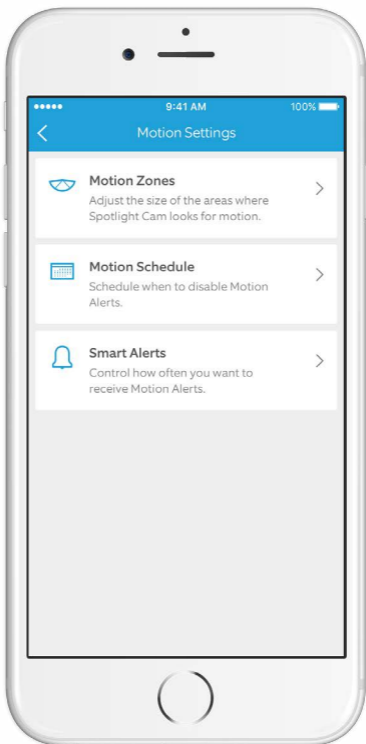 9:41 AM
100%
Motion Settings
Motion Zones
Adjust the size of the areas where
Spotlight Cam looks for motion.
Motion Schedule
Schedule when to disable Motion
Alerts.
Smart Alerts
Control how often you want to
receive Motion Alerts.